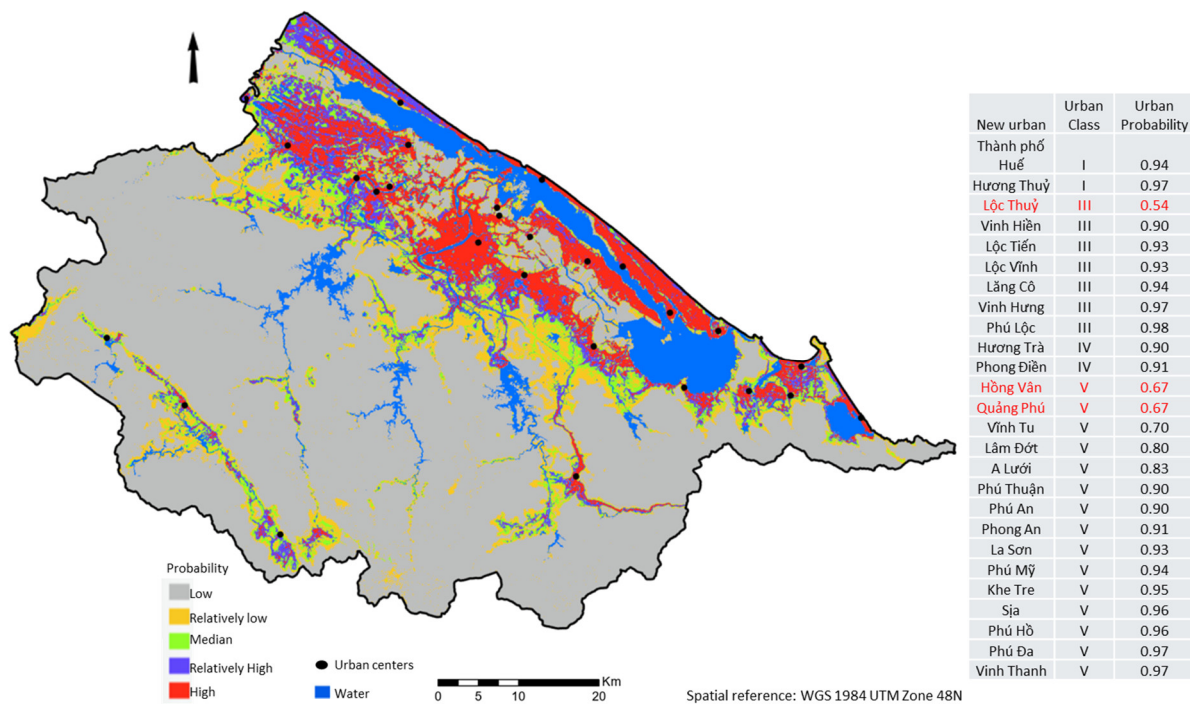 New urban Urban Class Urban Probability
Thành phố Huế I 0.94
Hương Thuỷ I 0.97
Lộc Thuỷ III 0.54
Vinh Hiền III 0.90
Lộc Tiến III 0.93
Lộc Vĩnh III 0.93
Lăng Cô III 0.94
Vinh Hưng III 0.97
Phú Lộc III 0.98
Hương Trà IV 0.90
Phong Điền IV 0.91
Hồng Vân V 0.67
Quảng Phú V 0.67
Vĩnh Tu V 0.70
Lâm Đớt V 0.80
A Lưới V 0.83
Phú Thuận V 0.90
Phú An V 0.90
Phong An V 0.91
La Sơn V 0.93
Phú Mỹ V 0.94
Khe Tre V 0.95
Sịa V 0.96
Phú Hồ V 0.96
Phú Đa V 0.97
Vinh Thanh V 0.97
Probability
Low
Relatively low
Median
Relatively High
High
Urban centers
Water
Km
0 5 10 20
Spatial reference: WGS 1984 UTM Zone 48N